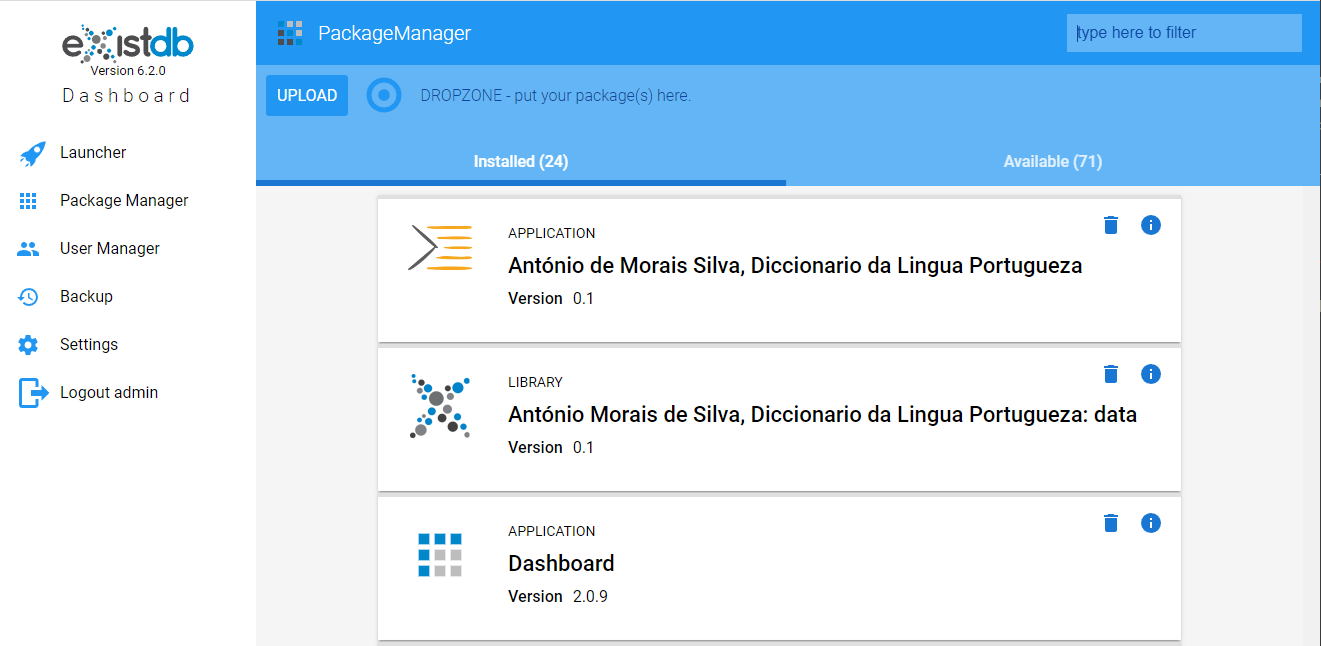 existdb
Version 6.2.0
Dashboard
Launcher
Package Manager
User Manager
Backup
Settings
Logout admin
PackageManager
type here to filter
UPLOAD
DROPZONE - put your package(s) here.
Installed (24)
Available (71)
APPLICATION
António de Morais Silva, Diccionario da Lingua Portugueza
Version 0.1
LIBRARY
António Morais de Silva, Diccionario da Lingua Portugueza: data
Version 0.1
APPLICATION
Dashboard
Version 2.0.9